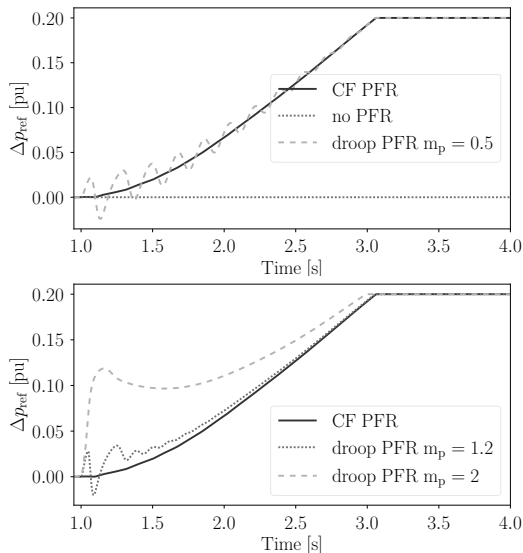 0.20
0.15
0.10
0.05
0.00
Δp_ref [pu]
CF PFR
no PFR
droop PFR m_p = 0.5
1.0 1.5 2.0 2.5 3.0 3.5 4.0
Time [s]
0.20
0.15
0.10
0.05
0.00
Δp_ref [pu]
CF PFR
droop PFR m_p = 1.2
droop PFR m_p = 2
1.0 1.5 2.0 2.5 3.0 3.5 4.0
Time [s]